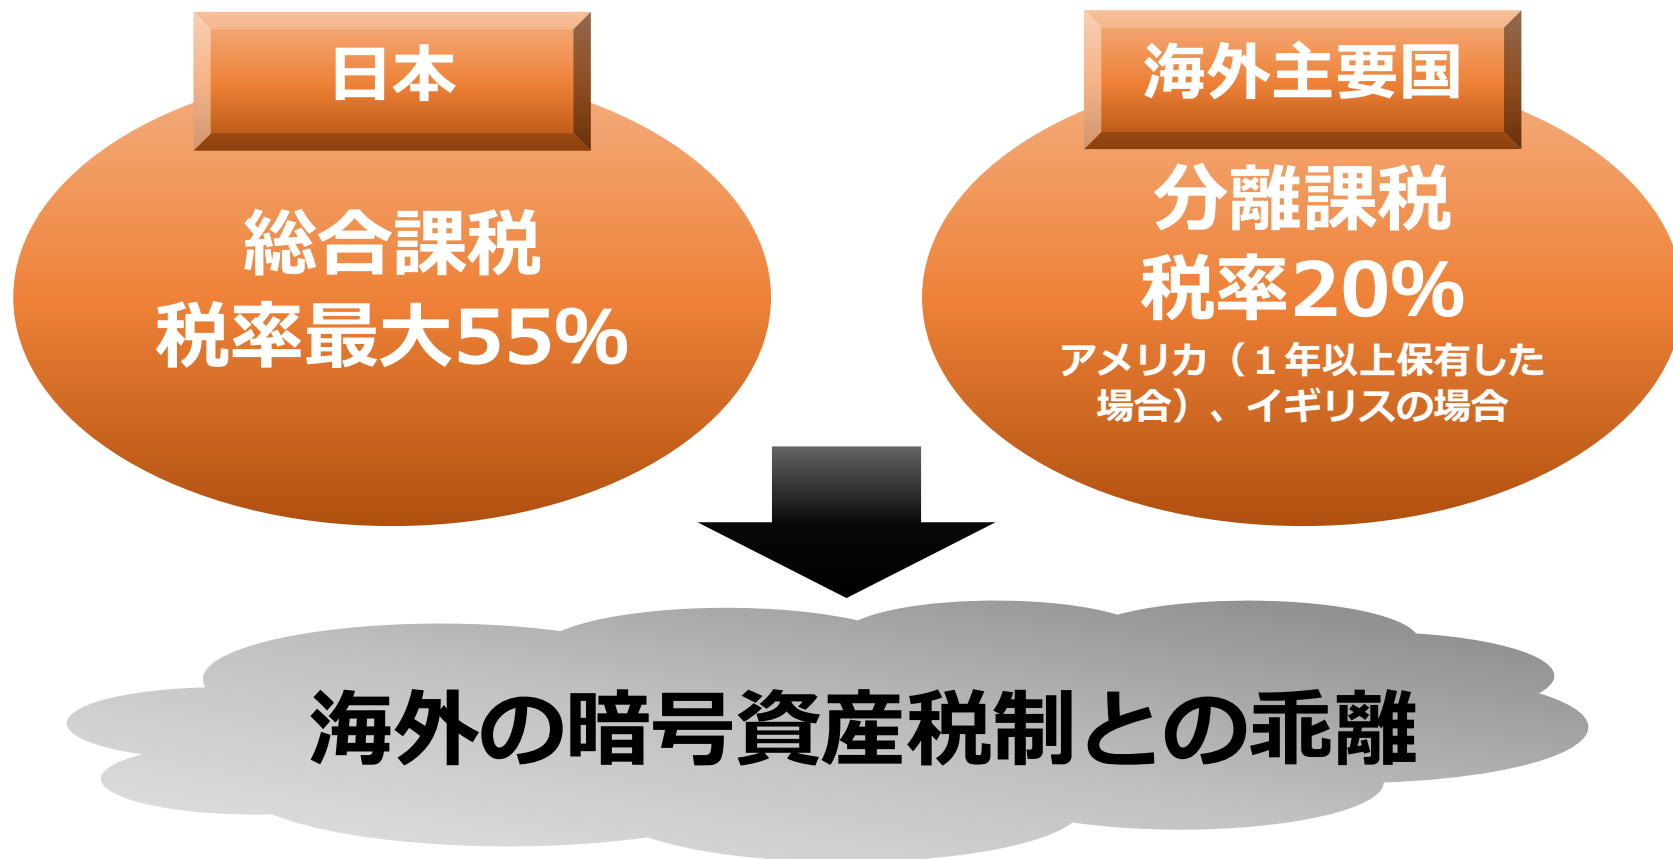 日本
総合課税
税率最大55%
海外主要国
分離課税
税率20%
アメリカ（１年以上保有した
場合）、イギリスの場合
海外の暗号資産税制との乖離